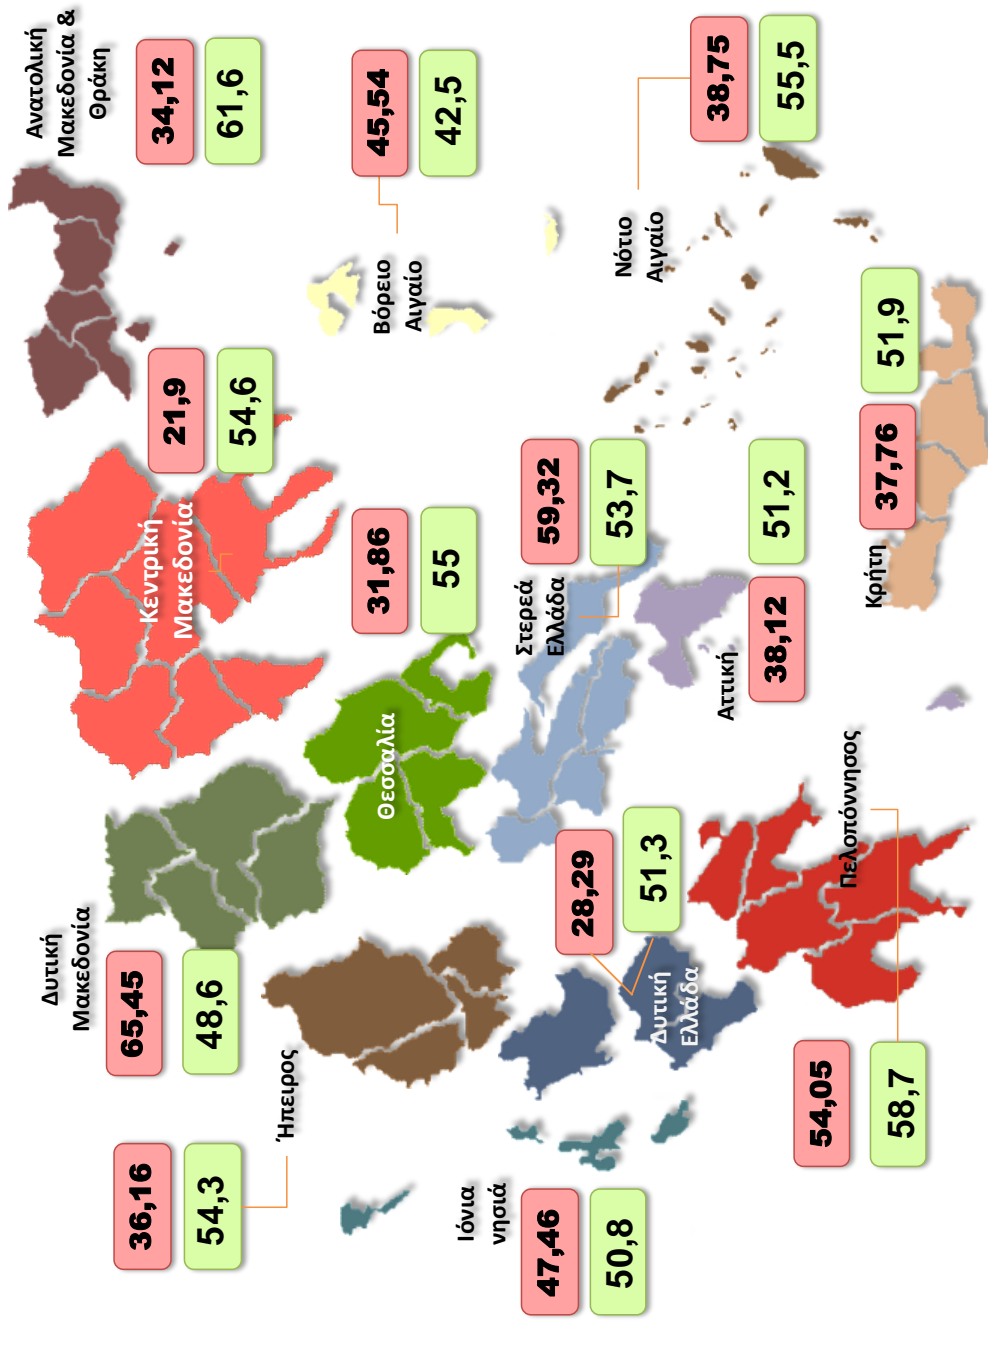 Ανατολική
Μακεδονία &
Θράκη
34,12
61,6
Κεντρική
Μακεδονία
21,9
54,6
Δυτική
Μακεδονία
65,45
48,6
Ήπειρος
36,16
54,3
Θεσσαλία
31,86
55
Βόρειο
Αιγαίο
45,54
42,5
Ιόνια
νησιά
47,46
50,8
Δυτική
Ελλάδα
28,29
51,3
Στερεά
Ελλάδα
59,32
53,7
Αττική
38,12
51,2
Πελοπόννησος
54,05
58,7
Νότιο
Αιγαίο
38,75
55,5
Κρήτη
37,76
51,9